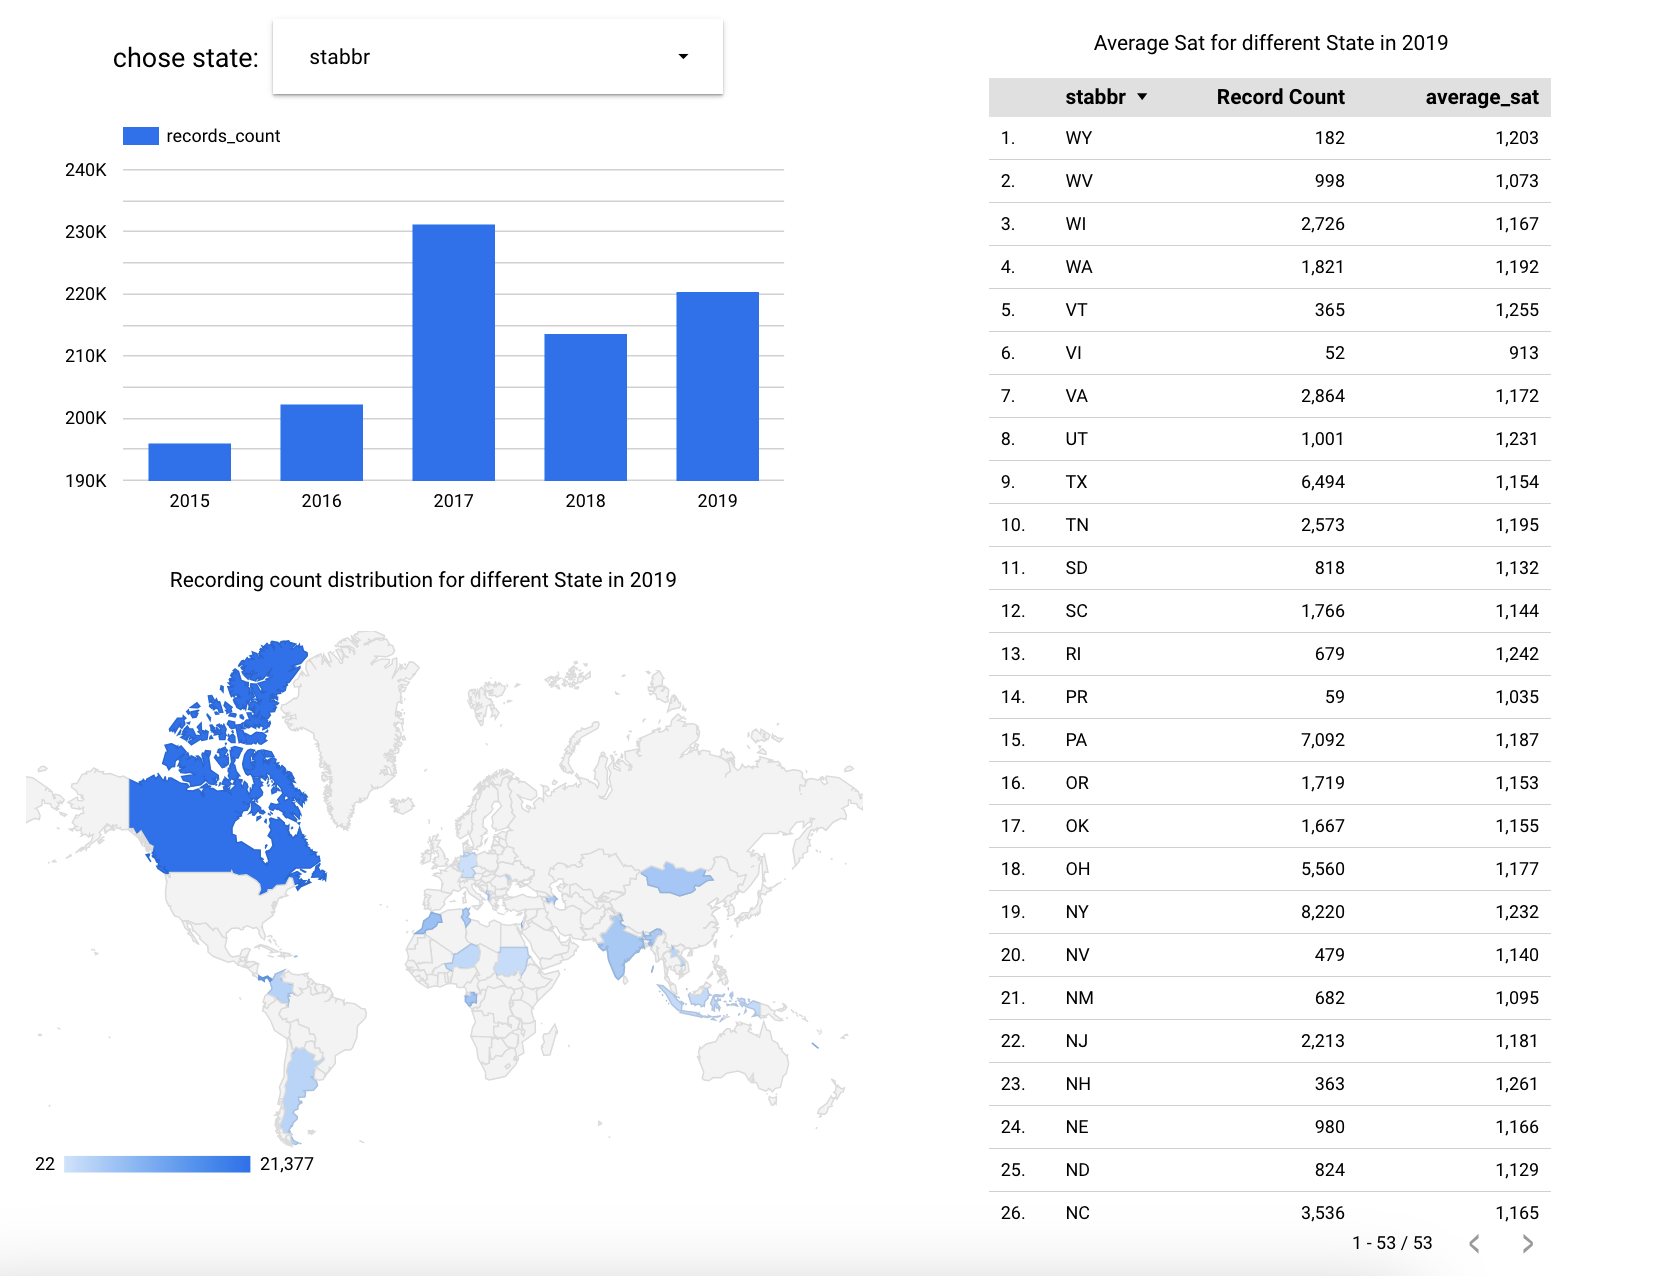 chose state:
stabbr
records_count
240K
230K
220K
210K
200K
190K
2015 2016 2017 2018 2019
Recording count distribution for different State in 2019
22 21,377
Average Sat for different State in 2019
stabbr Record Count average_sat
1. WY 182 1,203
2. WV 998 1,073
3. WI 2,726 1,167
4. WA 1,821 1,192
5. VT 365 1,255
6. VI 52 913
7. VA 2,864 1,172
8. UT 1,001 1,231
9. TX 6,494 1,154
10. TN 2,573 1,195
11. SD 818 1,132
12. SC 1,766 1,144
13. RI 679 1,242
14. PR 59 1,035
15. PA 7,092 1,187
16. OR 1,719 1,153
17. OK 1,667 1,155
18. OH 5,560 1,177
19. NY 8,220 1,232
20. NV 479 1,140
21. NM 682 1,095
22. NJ 2,213 1,181
23. NH 363 1,261
24. NE 980 1,166
25. ND 824 1,129
26. NC 3,536 1,165
1 - 53 / 53